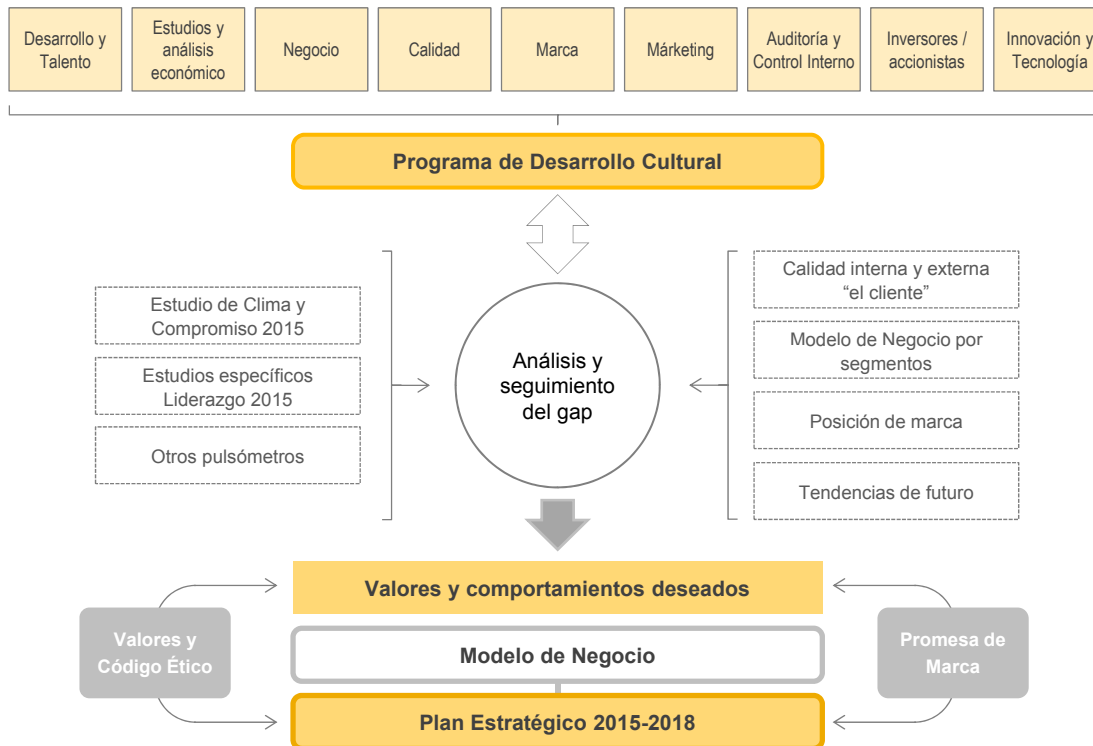 Desarrollo y
Talento
Estudios y
análisis
económico
Negocio
Calidad
Marca
Márketing
Auditoría y
Control Interno
Inversores /
accionistas
Innovación y
Tecnología
Programa de Desarrollo Cultural
Estudio de Clima y
Compromiso 2015
Estudios específicos
Liderazgo 2015
Otros pulsómetros
Análisis y
seguimiento
del gap
Calidad interna y externa
“el cliente”
Modelo de Negocio por
segmentos
Posición de marca
Tendencias de futuro
Valores y comportamientos deseados
Valores y
Código Ético
Modelo de Negocio
Promesa de
Marca
Plan Estratégico 2015-2018